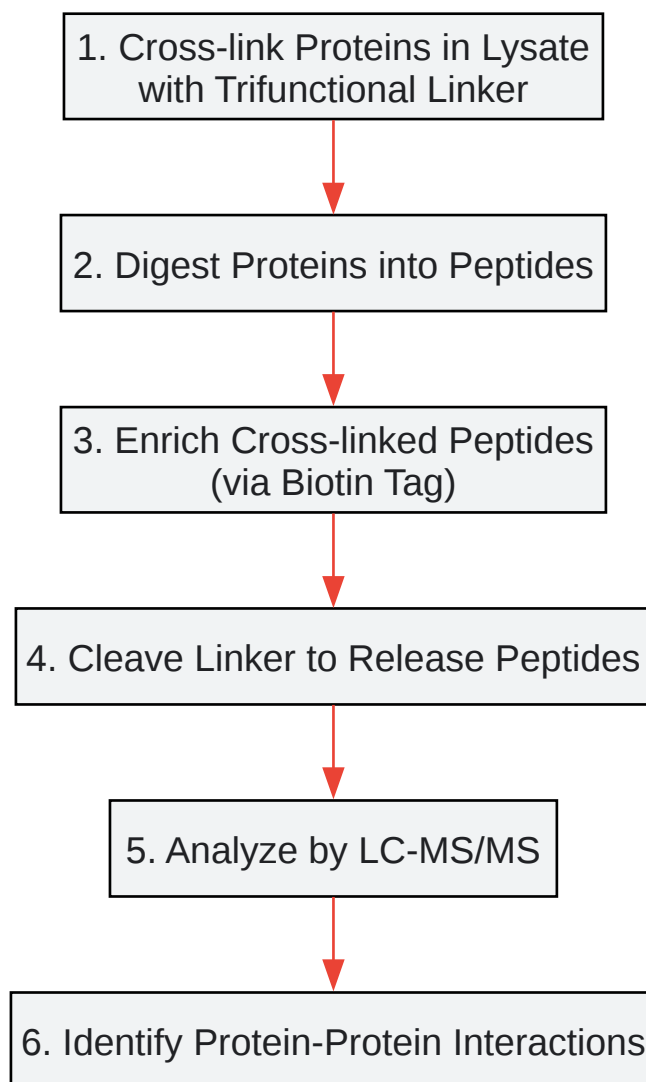 1. Cross-link Proteins in Lysate
with Trifunctional Linker
2. Digest Proteins into Peptides
3. Enrich Cross-linked Peptides
(via Biotin Tag)
4. Cleave Linker to Release Peptides
5. Analyze by LC-MS/MS
6. Identify Protein-Protein Interactions